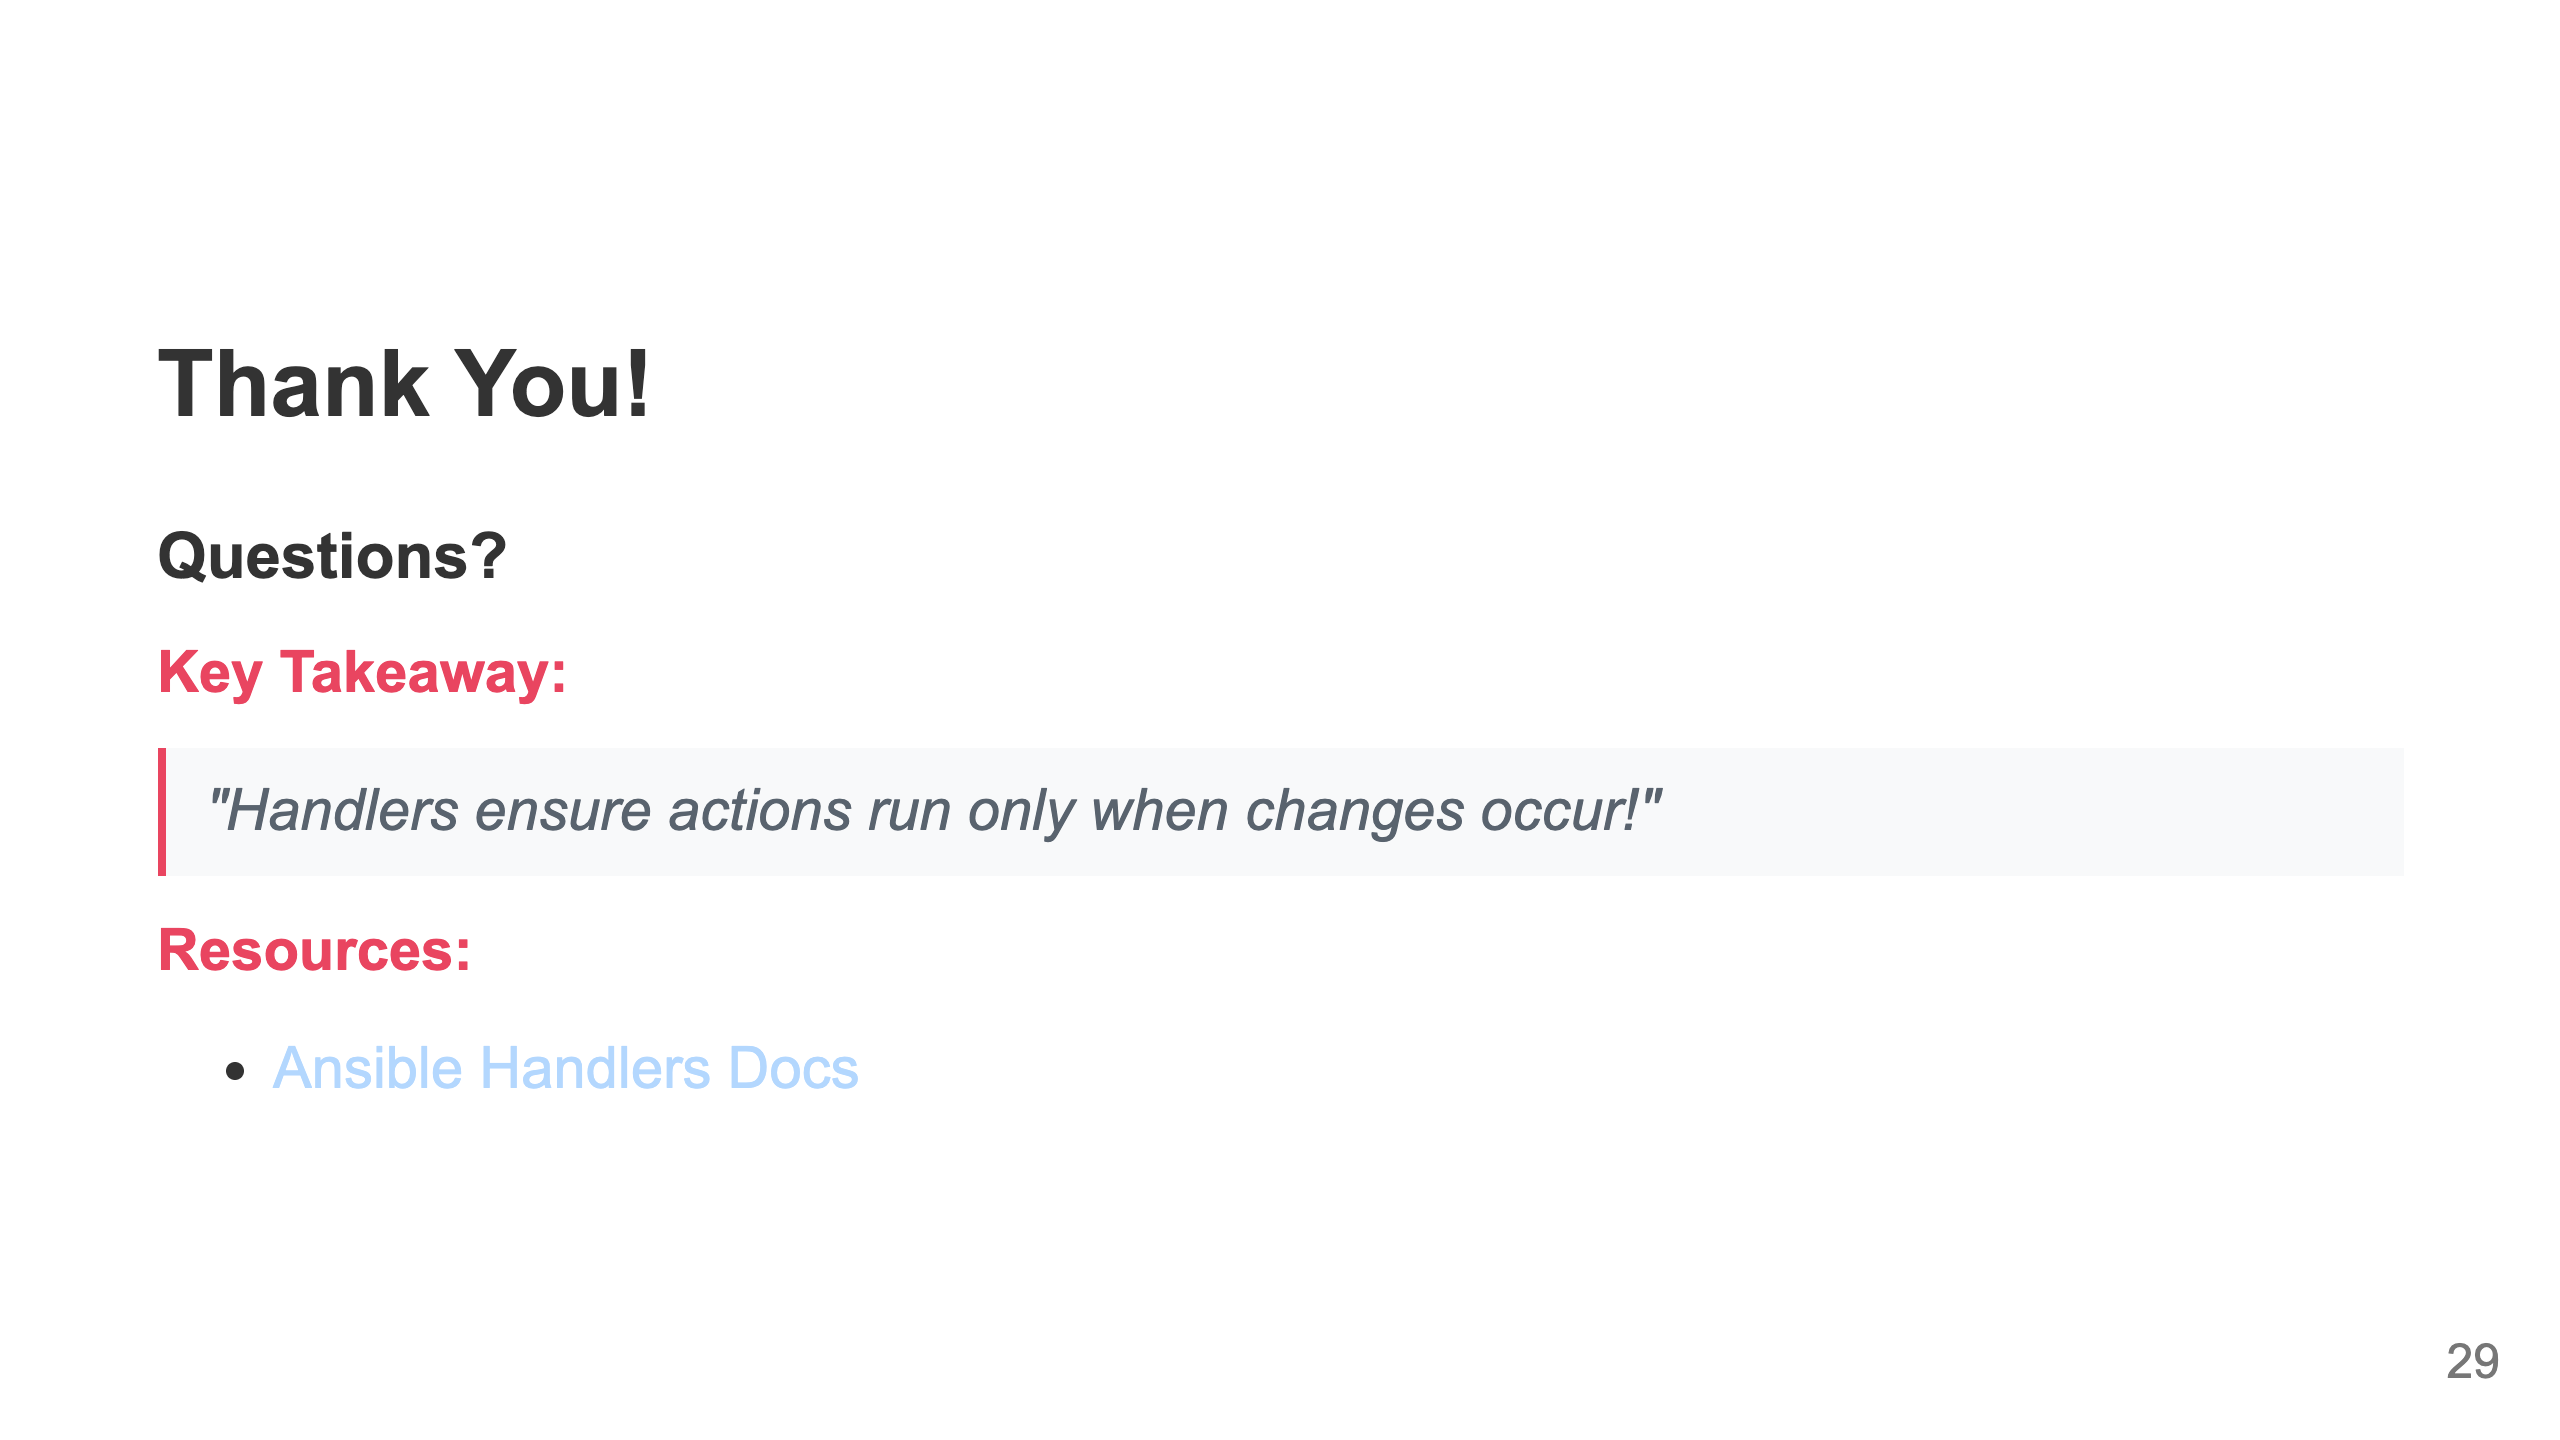 Thank You!
Questions?
Key Takeaway:
"Handlers ensure actions run only when changes occur!"
Resources:
• Ansible Handlers Docs
29